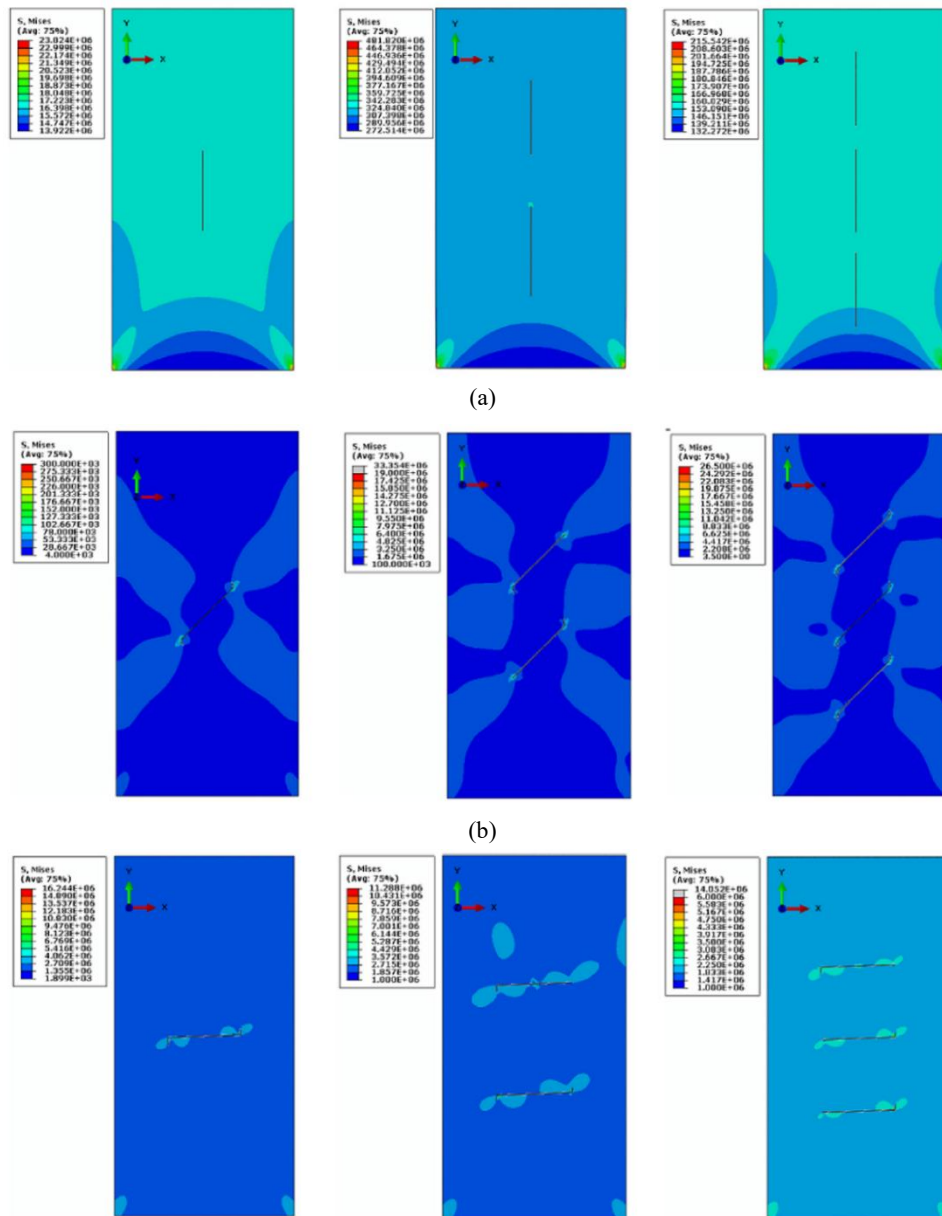 S, Mises
(Avg: 75%)
23.824E+06
22.999E+06
22.174E+06
21.349E+06
20.523E+06
19.698E+06
18.873E+06
18.048E+06
17.223E+06
16.398E+06
15.572E+06
14.747E+06
13.922E+06
Y
X
S, Mises
(Avg: 75%)
481.820E+06
464.378E+06
446.936E+06
429.494E+06
412.052E+06
394.609E+06
377.167E+06
359.725E+06
342.283E+06
324.840E+06
307.398E+06
289.956E+06
272.514E+06
Y
X
S, Mises
(Avg: 75%)
215.542E+06
208.603E+06
201.664E+06
194.725E+06
187.786E+06
180.846E+06
173.907E+06
166.968E+06
160.029E+06
153.090E+06
146.151E+06
139.211E+06
132.272E+06
Y
X
(a)
S, Mises
(Avg: 75%)
300.000E+03
275.333E+03
250.667E+03
226.000E+03
201.333E+03
176.667E+03
152.000E+03
127.333E+03
102.667E+03
78.000E+03
53.333E+03
28.667E+03
4.000E+03
Y
X
S, Mises
(Avg: 75%)
33.354E+06
19.000E+06
17.425E+06
15.850E+06
14.275E+06
12.700E+06
11.125E+06
9.550E+06
7.975E+06
6.400E+06
4.825E+06
3.250E+06
1.675E+06
100.000E+03
Y
X
S, Mises
(Avg: 75%)
26.500E+06
24.292E+06
22.083E+06
19.875E+06
17.667E+06
15.458E+06
13.250E+06
11.042E+06
8.833E+06
6.625E+06
4.417E+06
2.208E+06
3.500E+00
Y
X
(b)
S, Mises
(Avg: 75%)
16.244E+06
14.890E+06
13.537E+06
12.183E+06
10.830E+06
9.476E+06
8.123E+06
6.769E+06
5.416E+06
4.062E+06
2.709E+06
1.355E+06
1.899E+03
Y
X
S, Mises
(Avg: 75%)
11.288E+06
10.431E+06
9.573E+06
8.716E+06
7.859E+06
7.001E+06
6.144E+06
5.287E+06
4.429E+06
3.572E+06
2.715E+06
1.857E+06
1.000E+06
Y
X
S, Mises
(Avg: 75%)
14.052E+06
6.000E+06
5.583E+06
5.167E+06
4.750E+06
4.333E+06
3.917E+06
3.500E+06
3.083E+06
2.667E+06
2.250E+06
1.833E+06
1.417E+06
1.000E+06
Y
X